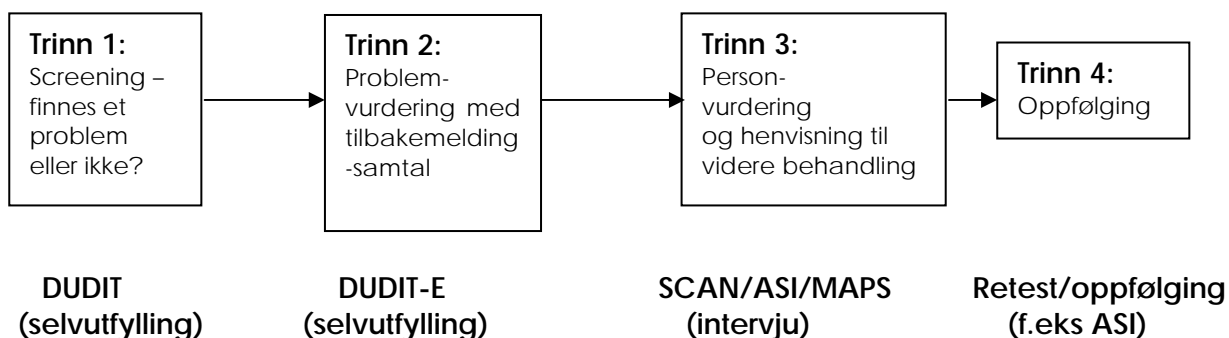 Trinn 1:
Screening –
finnes et
problem
eller ikke?
Trinn 2:
Problem-
vurdering med
tilbakemelding
-samtal
Trinn 3:
Person-
vurdering
og henvisning til
videre behandling
Trinn 4:
Oppfølging
DUDIT
(selvutfylling)
DUDIT-E
(selvutfylling)
SCAN/ASI/MAPS
(intervju)
Retest/oppfølging
(f.eks ASI)